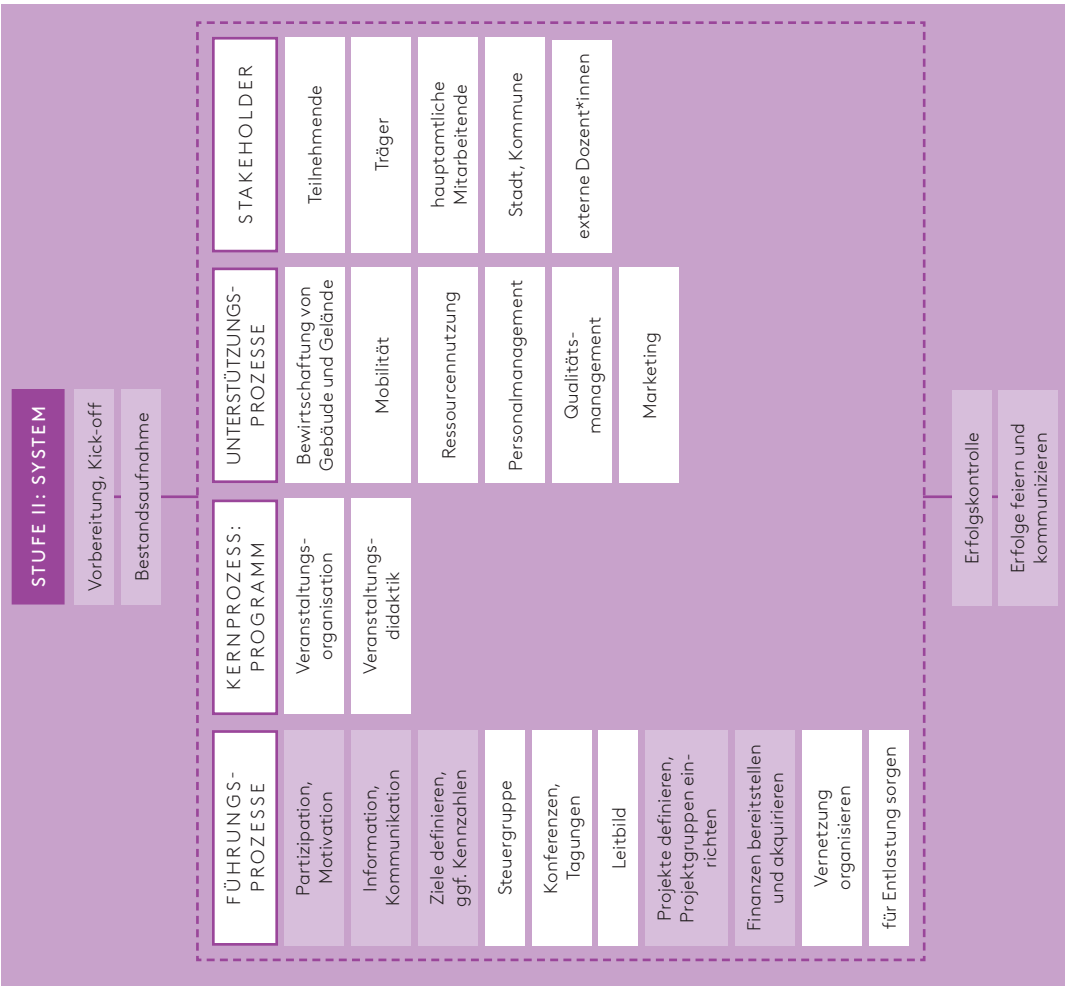 STUFE II: SYSTEM
Vorbereitung, Kick-off
Bestandsaufnahme
FÜHRUNGS-
PROZESSE
Partizipation,
Motivation
Information,
Kommunikation
Ziele definieren,
ggf. Kennzahlen
Steuergruppe
Konferenzen,
Tagungen
Leitbild
Projekte definieren,
Projektgruppen ein-
richten
Finanzen bereitstellen
und akquirieren
Vernetzung
organisieren
für Entlastung sorgen
KERNPROZESS:
PROGRAMM
Veranstaltungs-
organisation
Veranstaltungs-
didaktik
UNTERSTÜTZUNGS-
PROZESSE
Bewirtschaftung von
Gebäude und Gelände
Mobilität
Ressourcennutzung
Personalmanagement
Qualitäts-
management
Marketing
STAKEHOLDER
Teilnehmende
Träger
hauptamtliche
Mitarbeitende
Stadt, Kommune
externe Dozent*innen
Erfolgskontrolle
Erfolge feiern und
kommunizieren